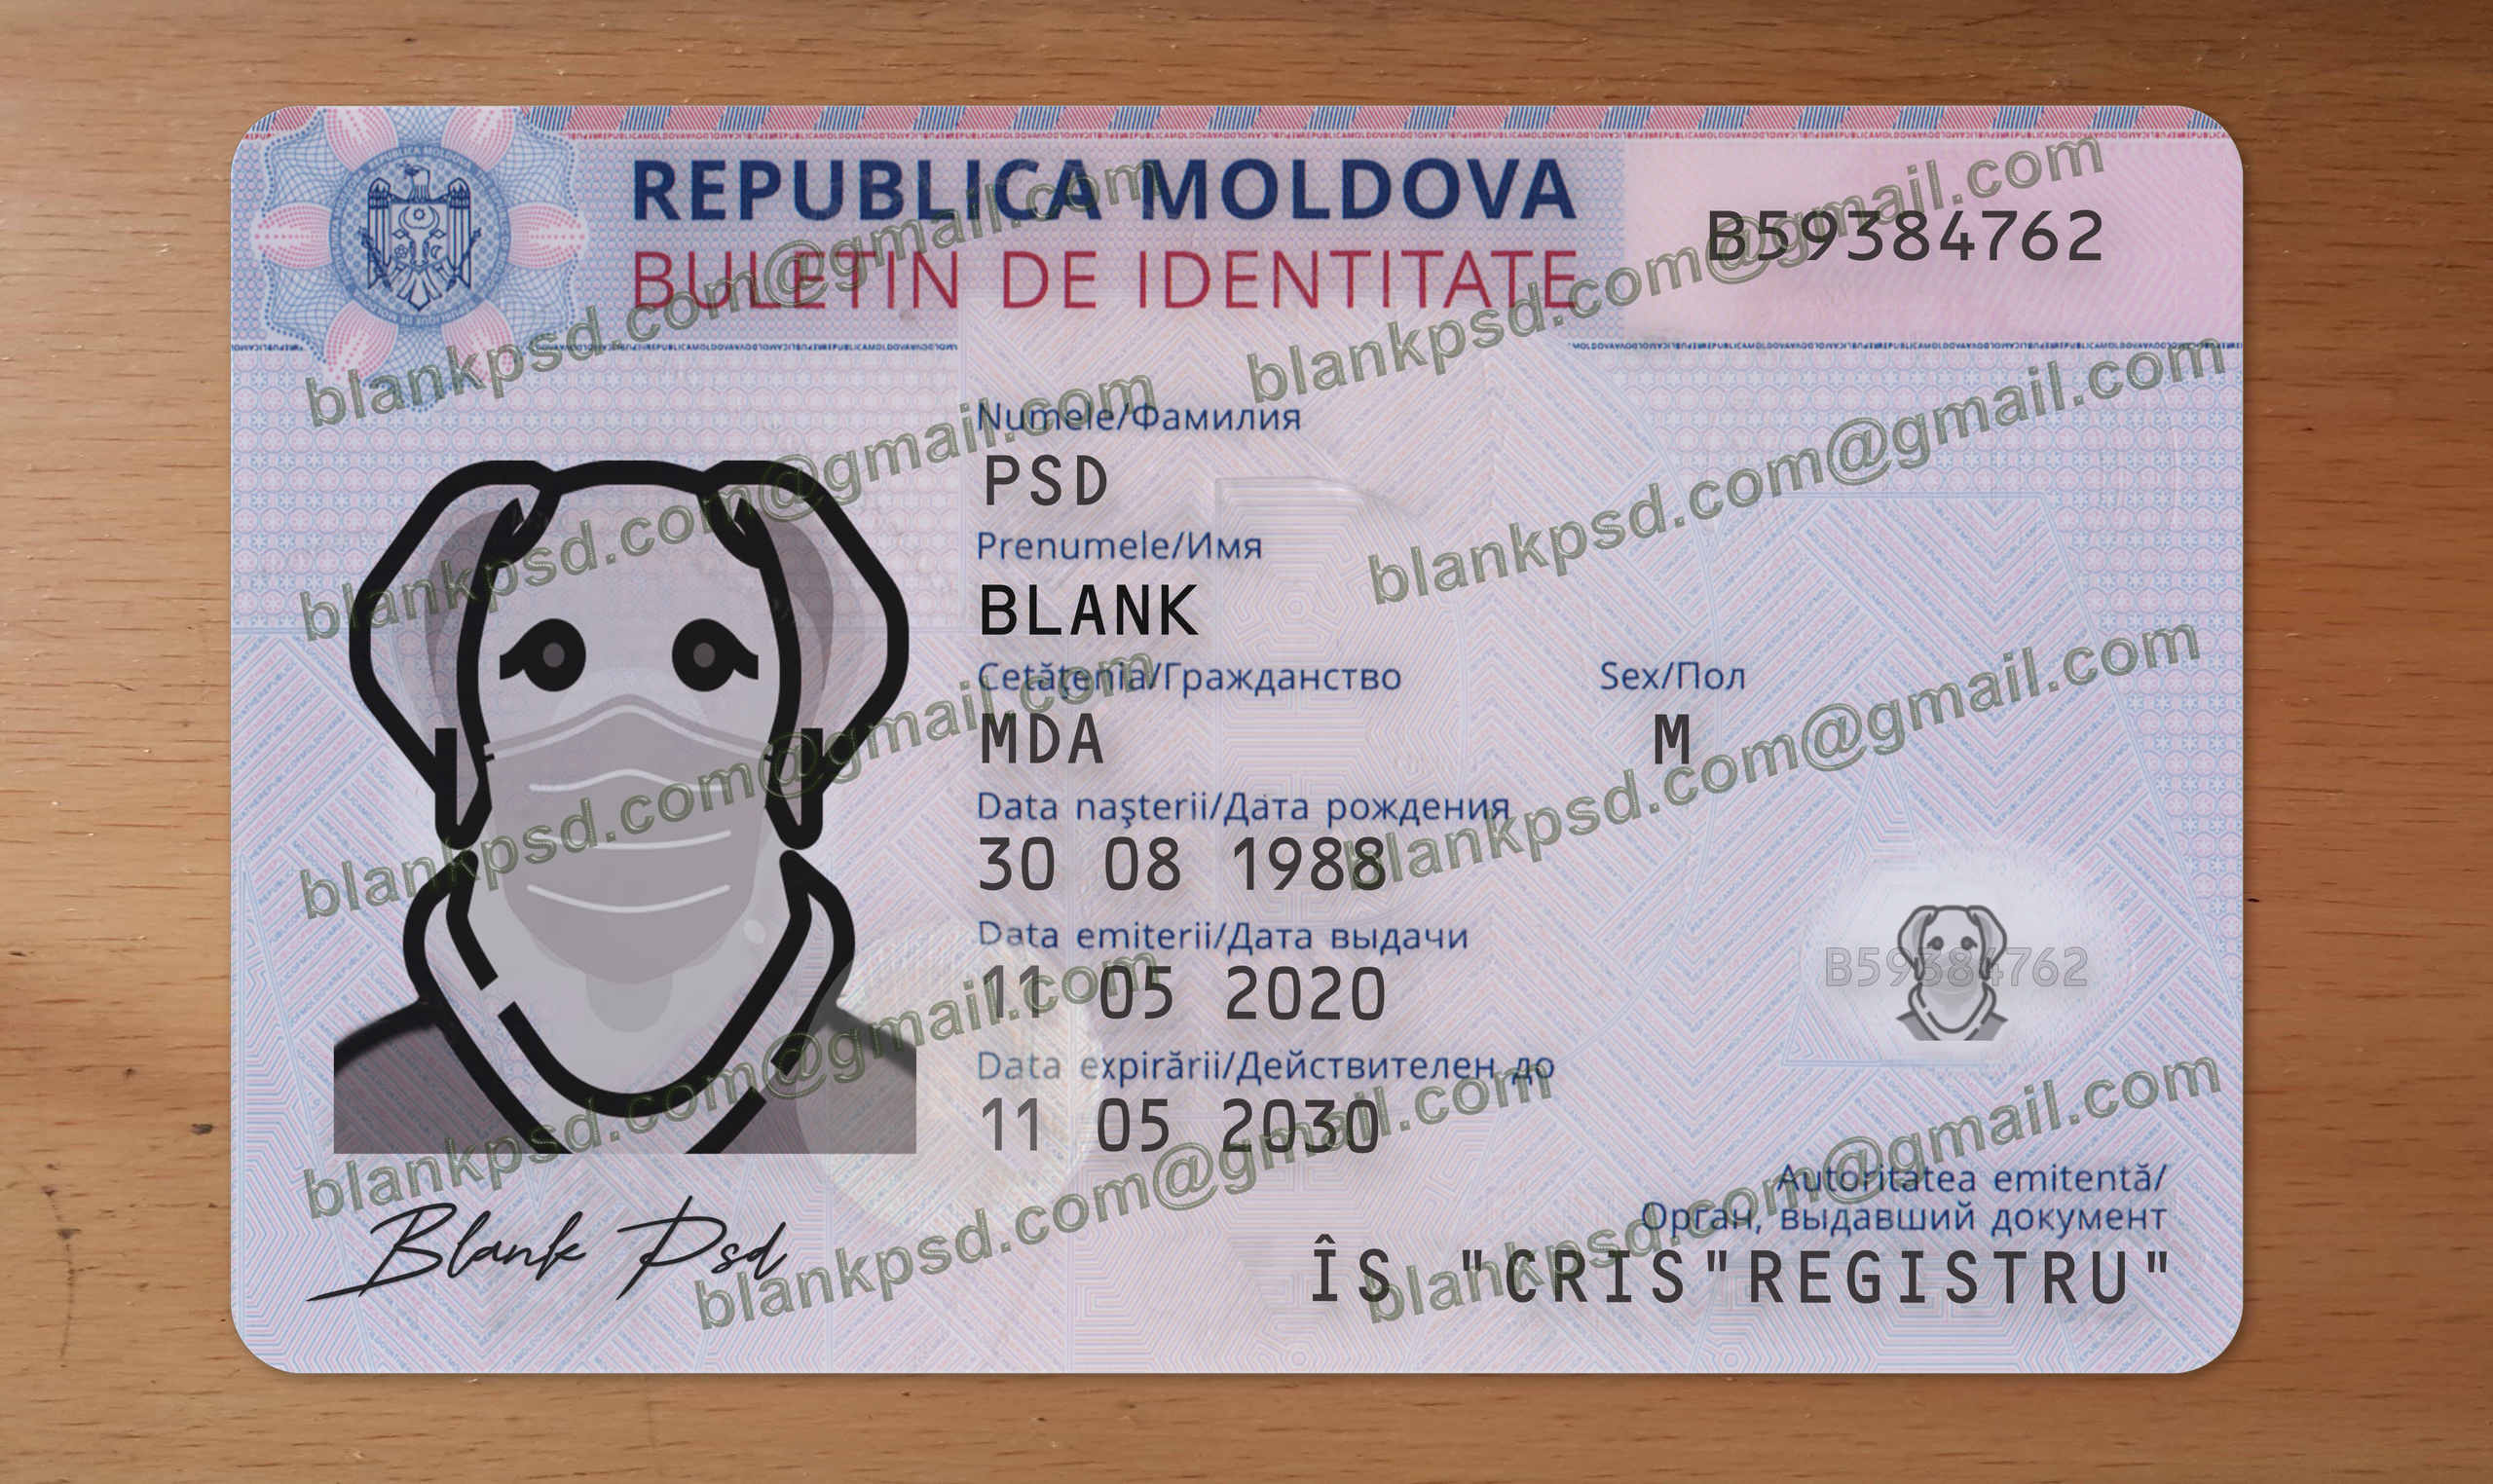 REPUBLICA MOLDOVA
BULETIN DE IDENTITATE
B59384762
Numele/Фамилия
PSD
Prenumele/Имя
BLANK
Cetăţenia/Гражданство
Sex/Пол
MDA
M
Data naşterii/Дата рождения
30 08 1988
Data emiterii/Дата выдачи
11 05 2020
B59384762
Data expirării/Действителен до
11 05 2030
Autoritatea emitentă/
Орган, выдавший документ
ÎS "CRIS"REGISTRU"
Blank Psd
blankpsd.com@gmail.com
blankpsd.com@gmail.com
blankpsd.com@gmail.com
blankpsd.com@gmail.com
blankpsd.com@gmail.com
blankpsd.com@gmail.com
blankpsd.com@gmail.com
blankpsd.com@gmail.com
blankpsd.com@gmail.com